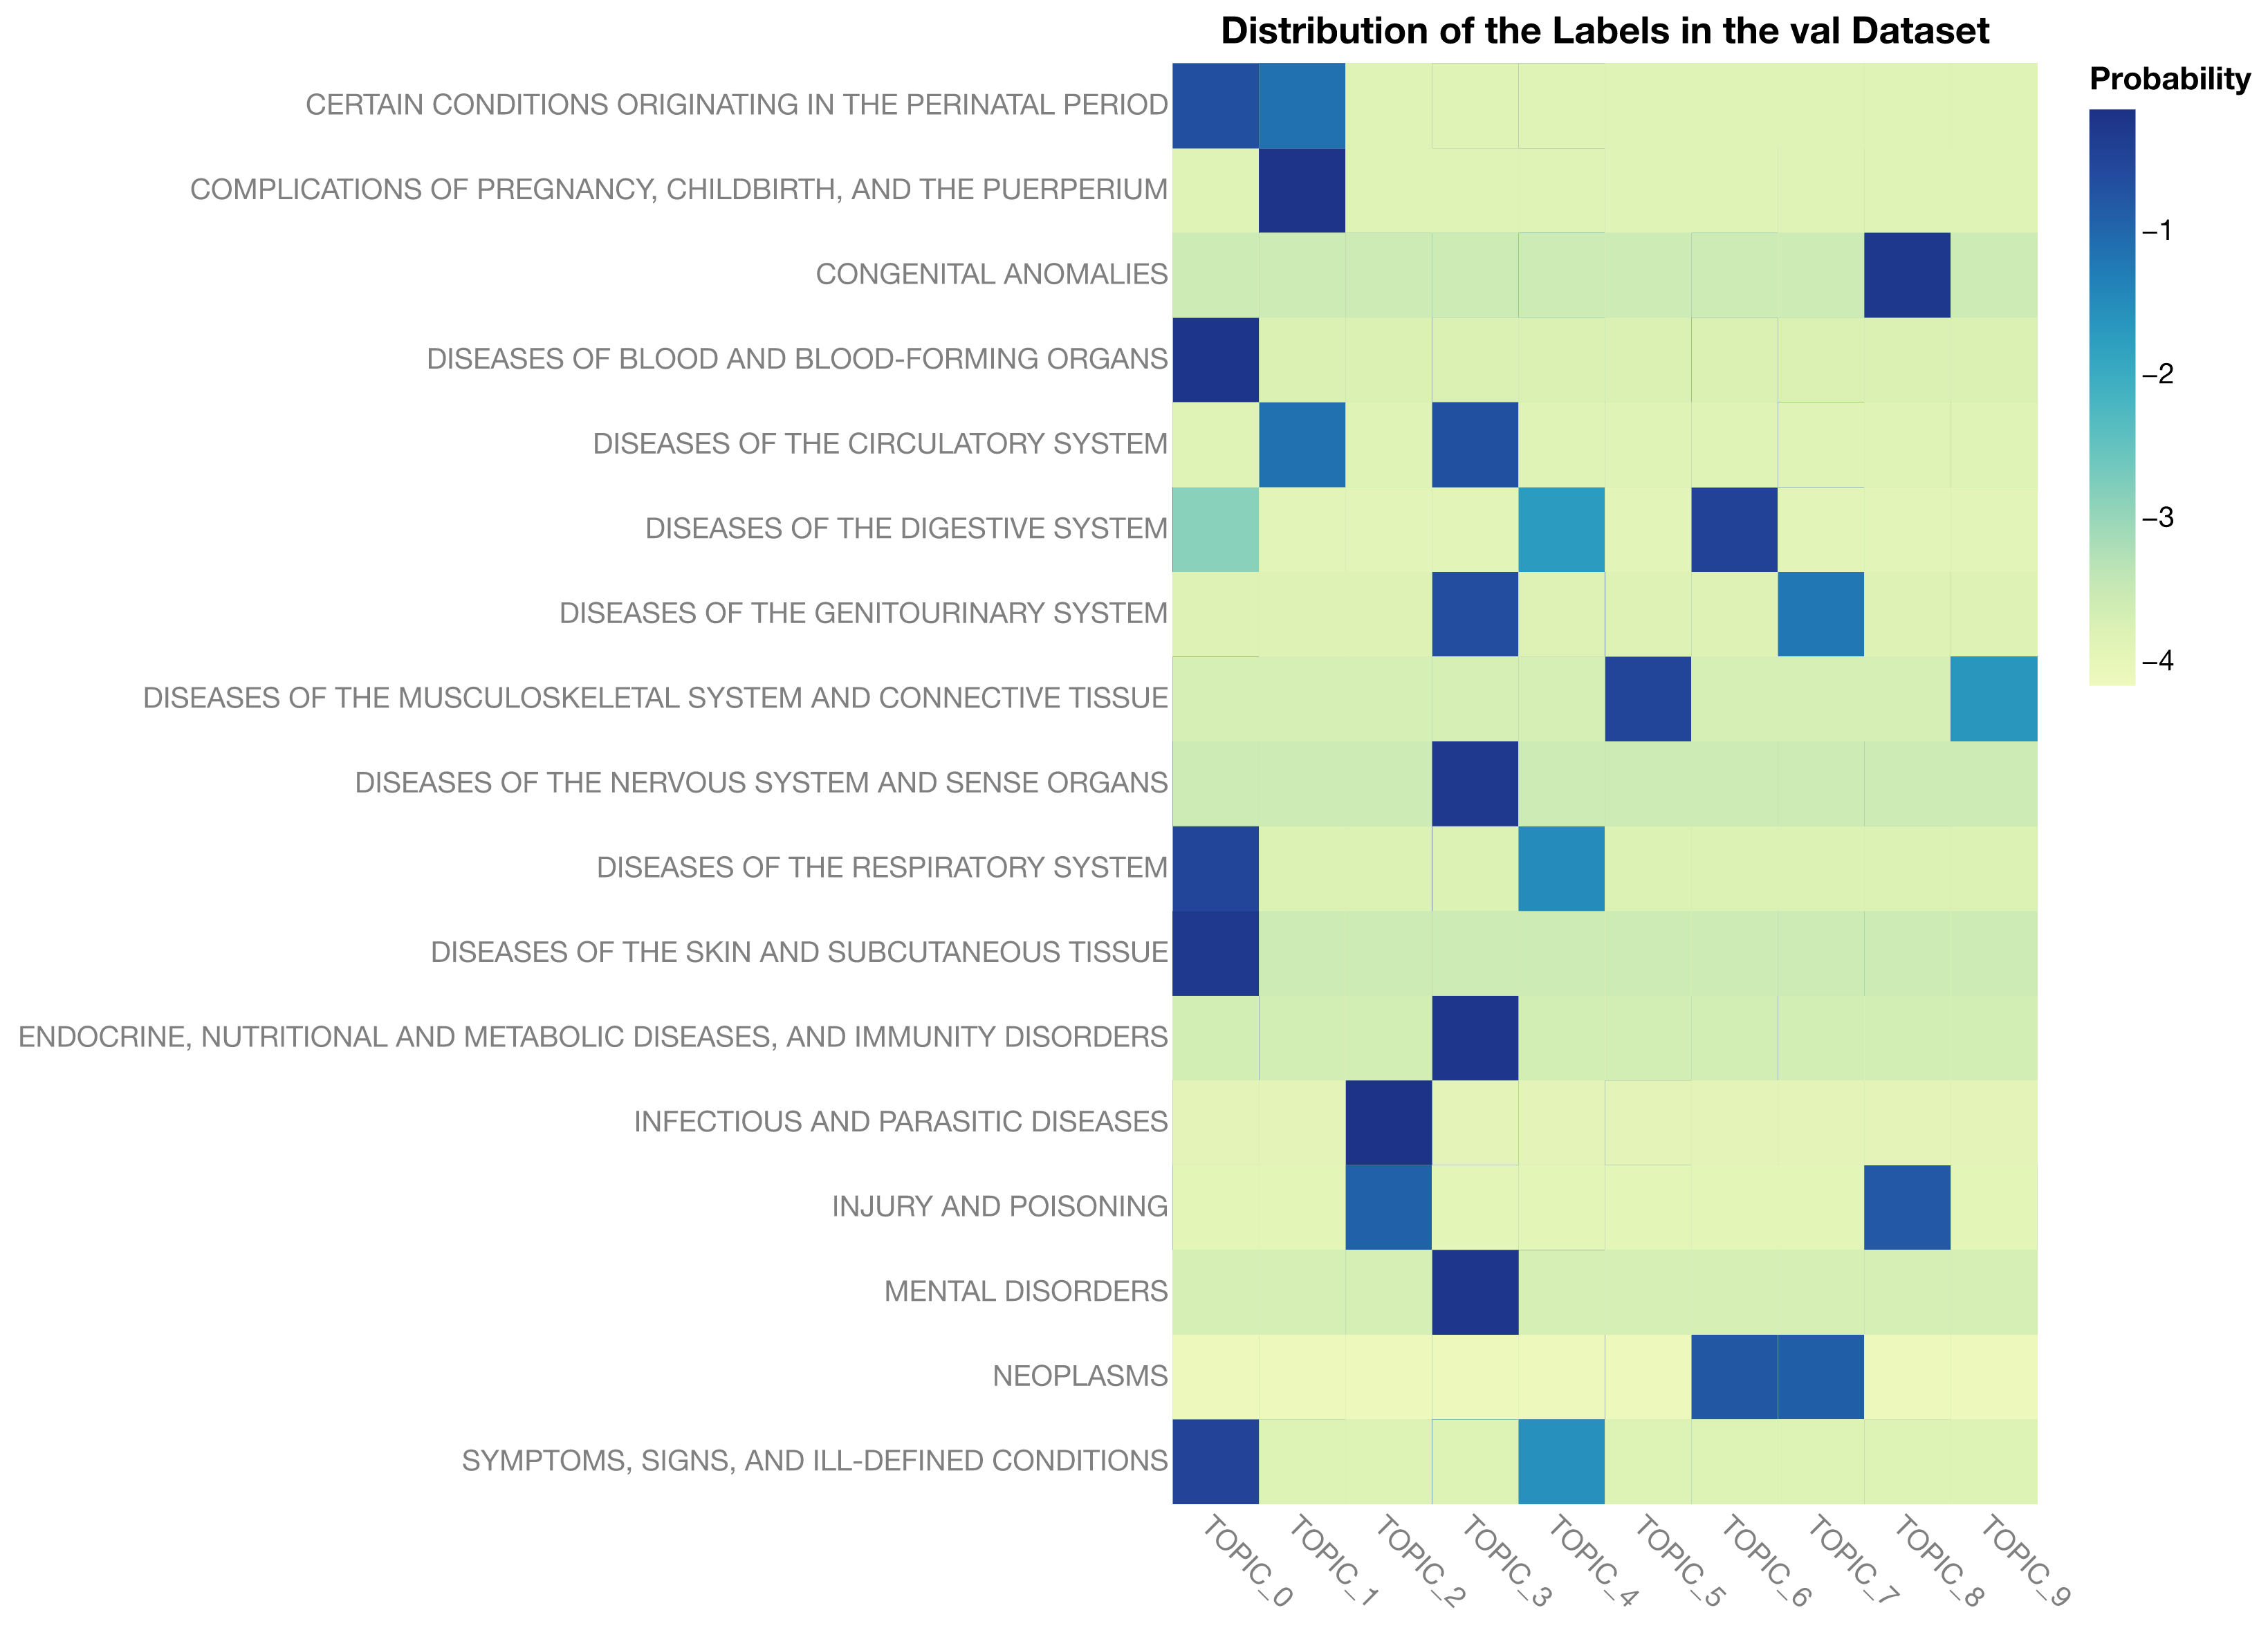 Distribution of the Labels in the val Dataset
Probability
CERTAIN CONDITIONS ORIGINATING IN THE PERINATAL PERIOD
COMPLICATIONS OF PREGNANCY, CHILDBIRTH, AND THE PUERPERIUM
CONGENITAL ANOMALIES
DISEASES OF BLOOD AND BLOOD-FORMING ORGANS
DISEASES OF THE CIRCULATORY SYSTEM
DISEASES OF THE DIGESTIVE SYSTEM
DISEASES OF THE GENITOURINARY SYSTEM
DISEASES OF THE MUSCULOSKELETAL SYSTEM AND CONNECTIVE TISSUE
DISEASES OF THE NERVOUS SYSTEM AND SENSE ORGANS
DISEASES OF THE RESPIRATORY SYSTEM
DISEASES OF THE SKIN AND SUBCUTANEOUS TISSUE
ENDOCRINE, NUTRITIONAL AND METABOLIC DISEASES, AND IMMUNITY DISORDERS
INFECTIOUS AND PARASITIC DISEASES
INJURY AND POISONING
MENTAL DISORDERS
NEOPLASMS
SYMPTOMS, SIGNS, AND ILL-DEFINED CONDITIONS
−1
−2
−3
−4
TOPIC_0
TOPIC_1
TOPIC_2
TOPIC_3
TOPIC_4
TOPIC_5
TOPIC_6
TOPIC_7
TOPIC_8
TOPIC_9